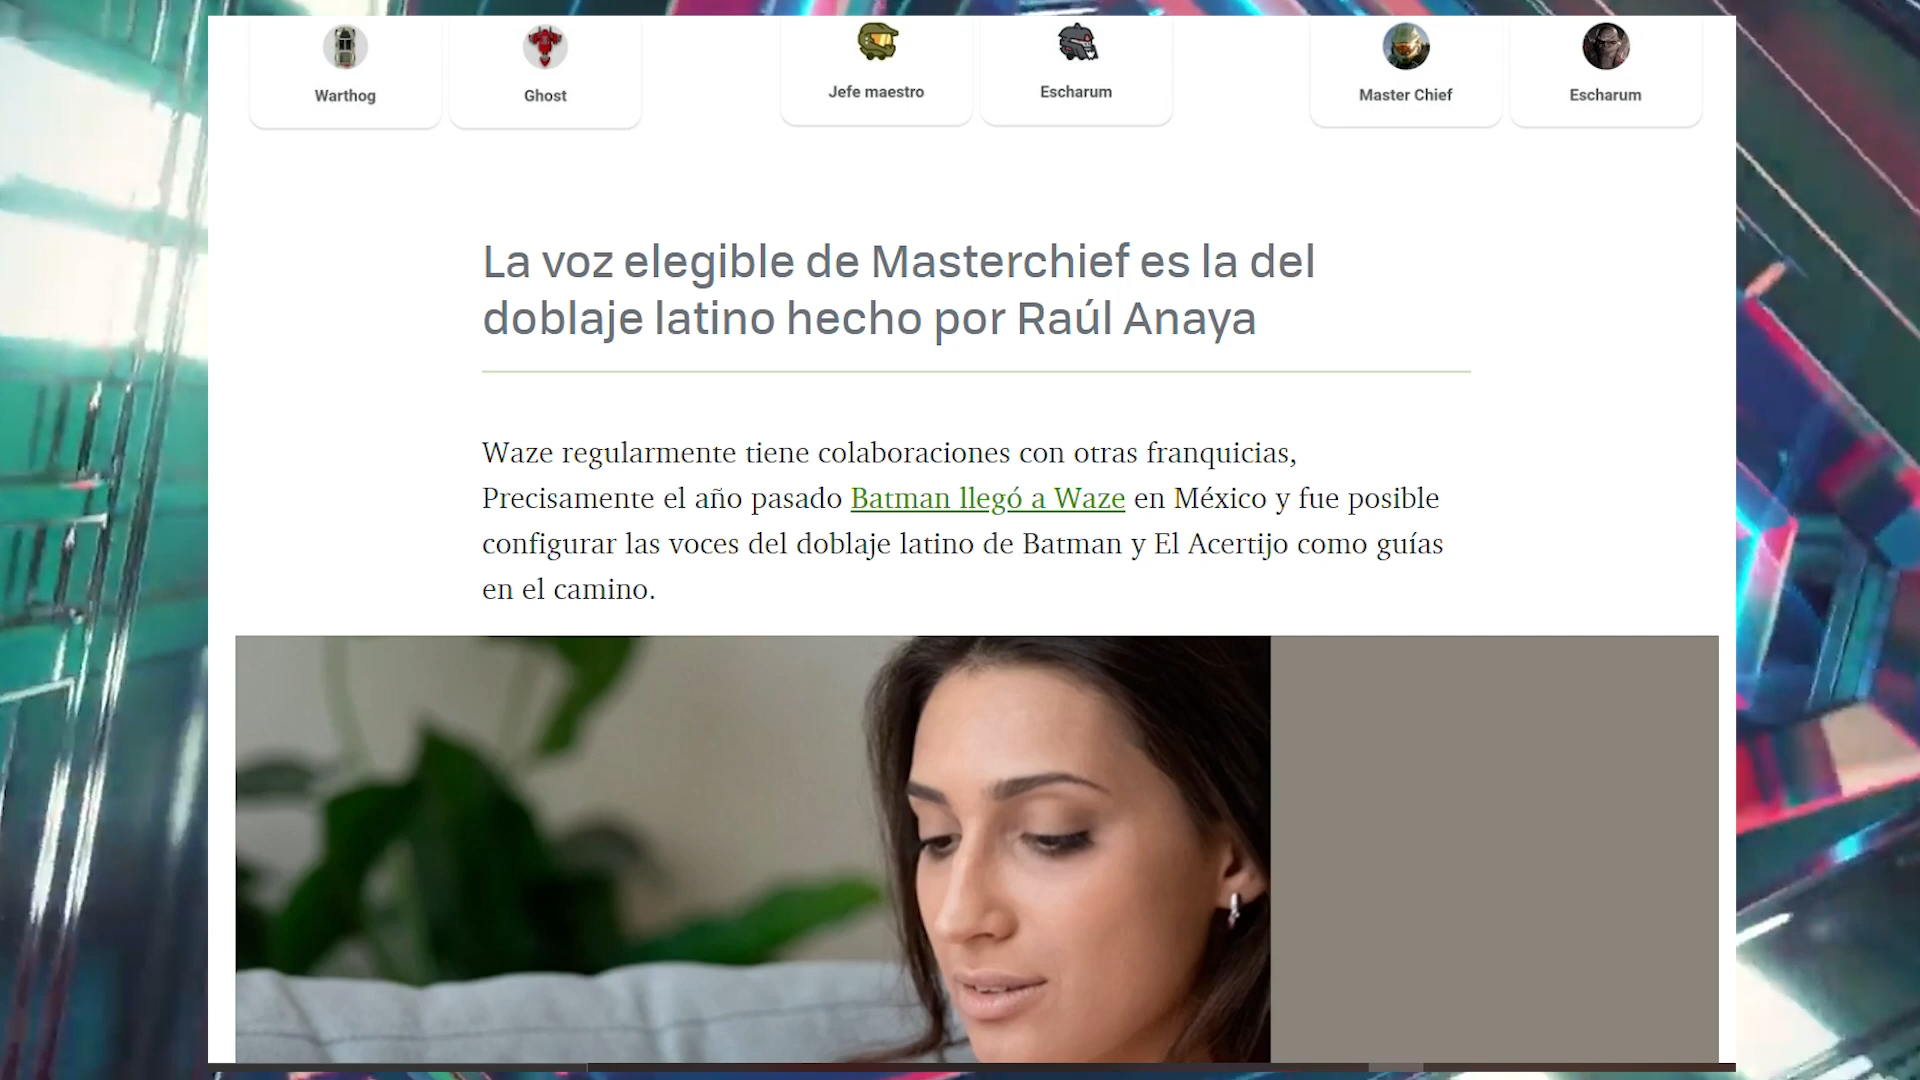 Warthog
Ghost
Jefe maestro
Escharum
Master Chief
Escharum
La voz elegible de Masterchief es la del
doblaje latino hecho por Raúl Anaya
Waze regularmente tiene colaboraciones con otras franquicias,
Precisamente el año pasado Batman llegó a Waze en México y fue posible
configurar las voces del doblaje latino de Batman y El Acertijo como guías
en el camino.